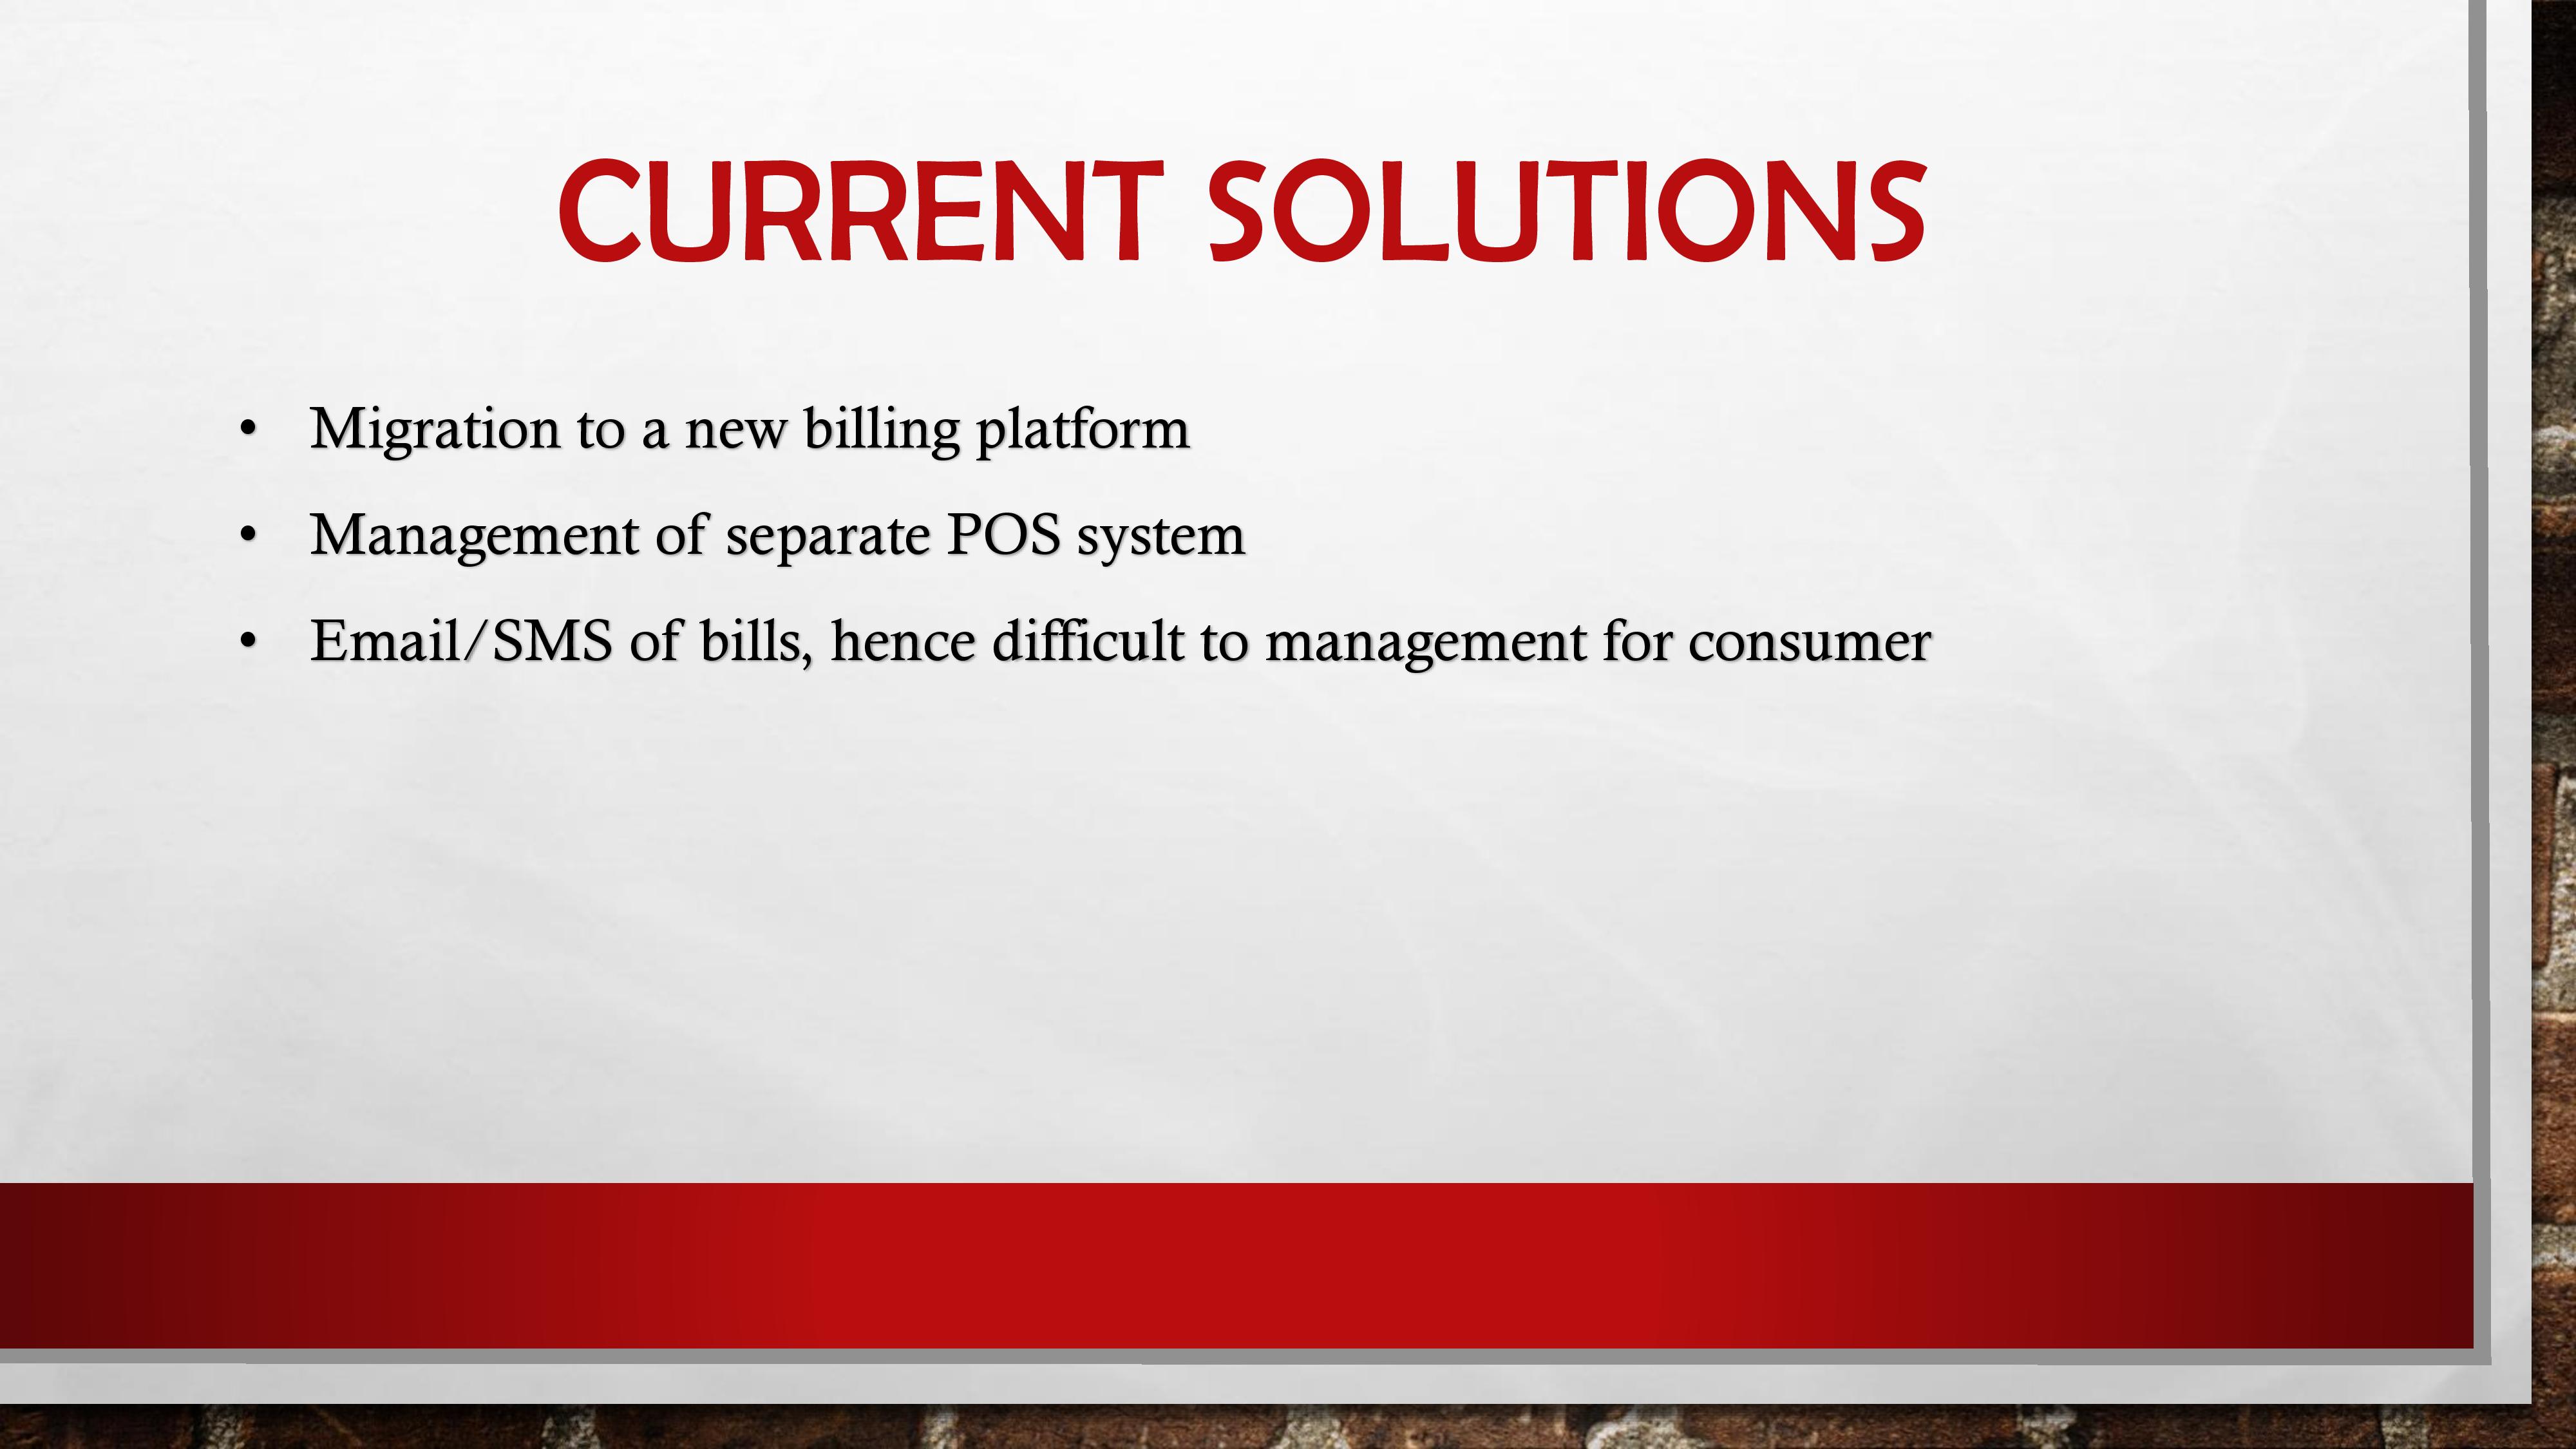 CURRENT SOLUTIONS
• Migration to a new billing platform
• Management of separate POS system
• Email/SMS of bills, hence difficult to management for consumer